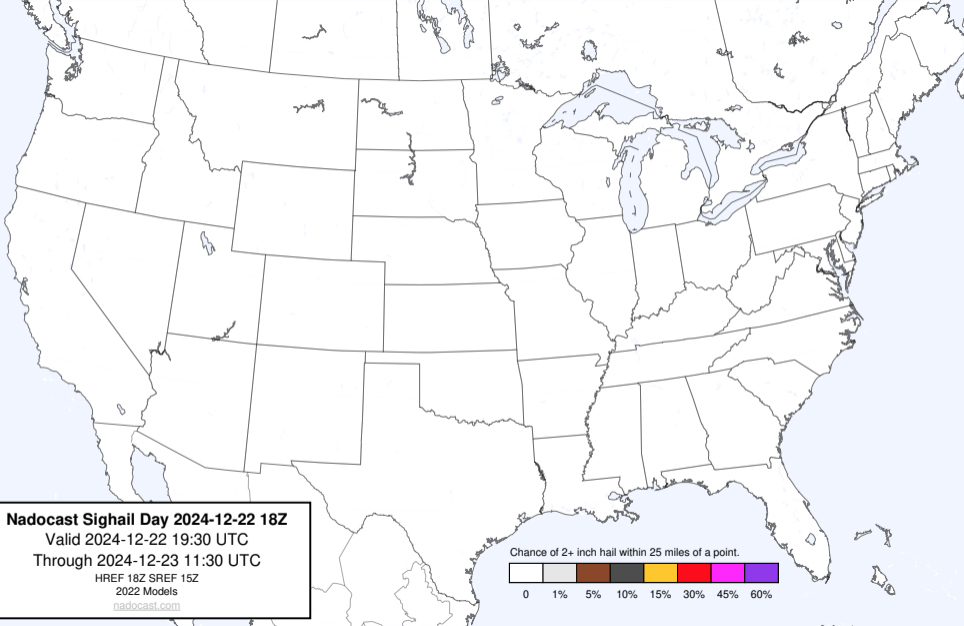 Nadocast Sighail Day 2024-12-22 18Z
Valid 2024-12-22 19:30 UTC
Through 2024-12-23 11:30 UTC
HREF 18Z SREF 15Z
2022 Models
nadocast.com
Chance of 2+ inch hail within 25 miles of a point.
0 1% 5% 10% 15% 30% 45% 60%